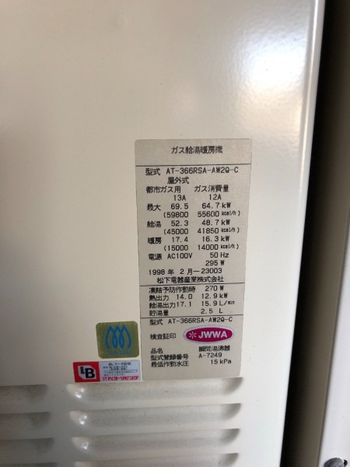 ガス給湯暖房機
型式 AT-366RSA-AW2Q-C
屋外式
都市ガス用 ガス消費量
13A 12A
最大 69.5 64.7 kW
(59800 55600 kcal/h)
給湯 52.3 48.7 kW
(45000 41850 kcal/h)
暖房 17.4 16.3 kW
(15000 14000 kcal/h)
電源 AC100V 50 Hz
295 W
1998 年 2 月-23003
松下電器産業株式会社
凍結予防作動時 270 W
熱出力 14.0 12.9 kW
給湯出力 17.1 15.9 L/min
貯湯量 2.5 L
型式 AT-366RSA-AW2Q-C
検査証印 JWWA
品名 瞬間湯沸器
型式登録番号 A-7249
最低作動水圧 15 kPa
LB